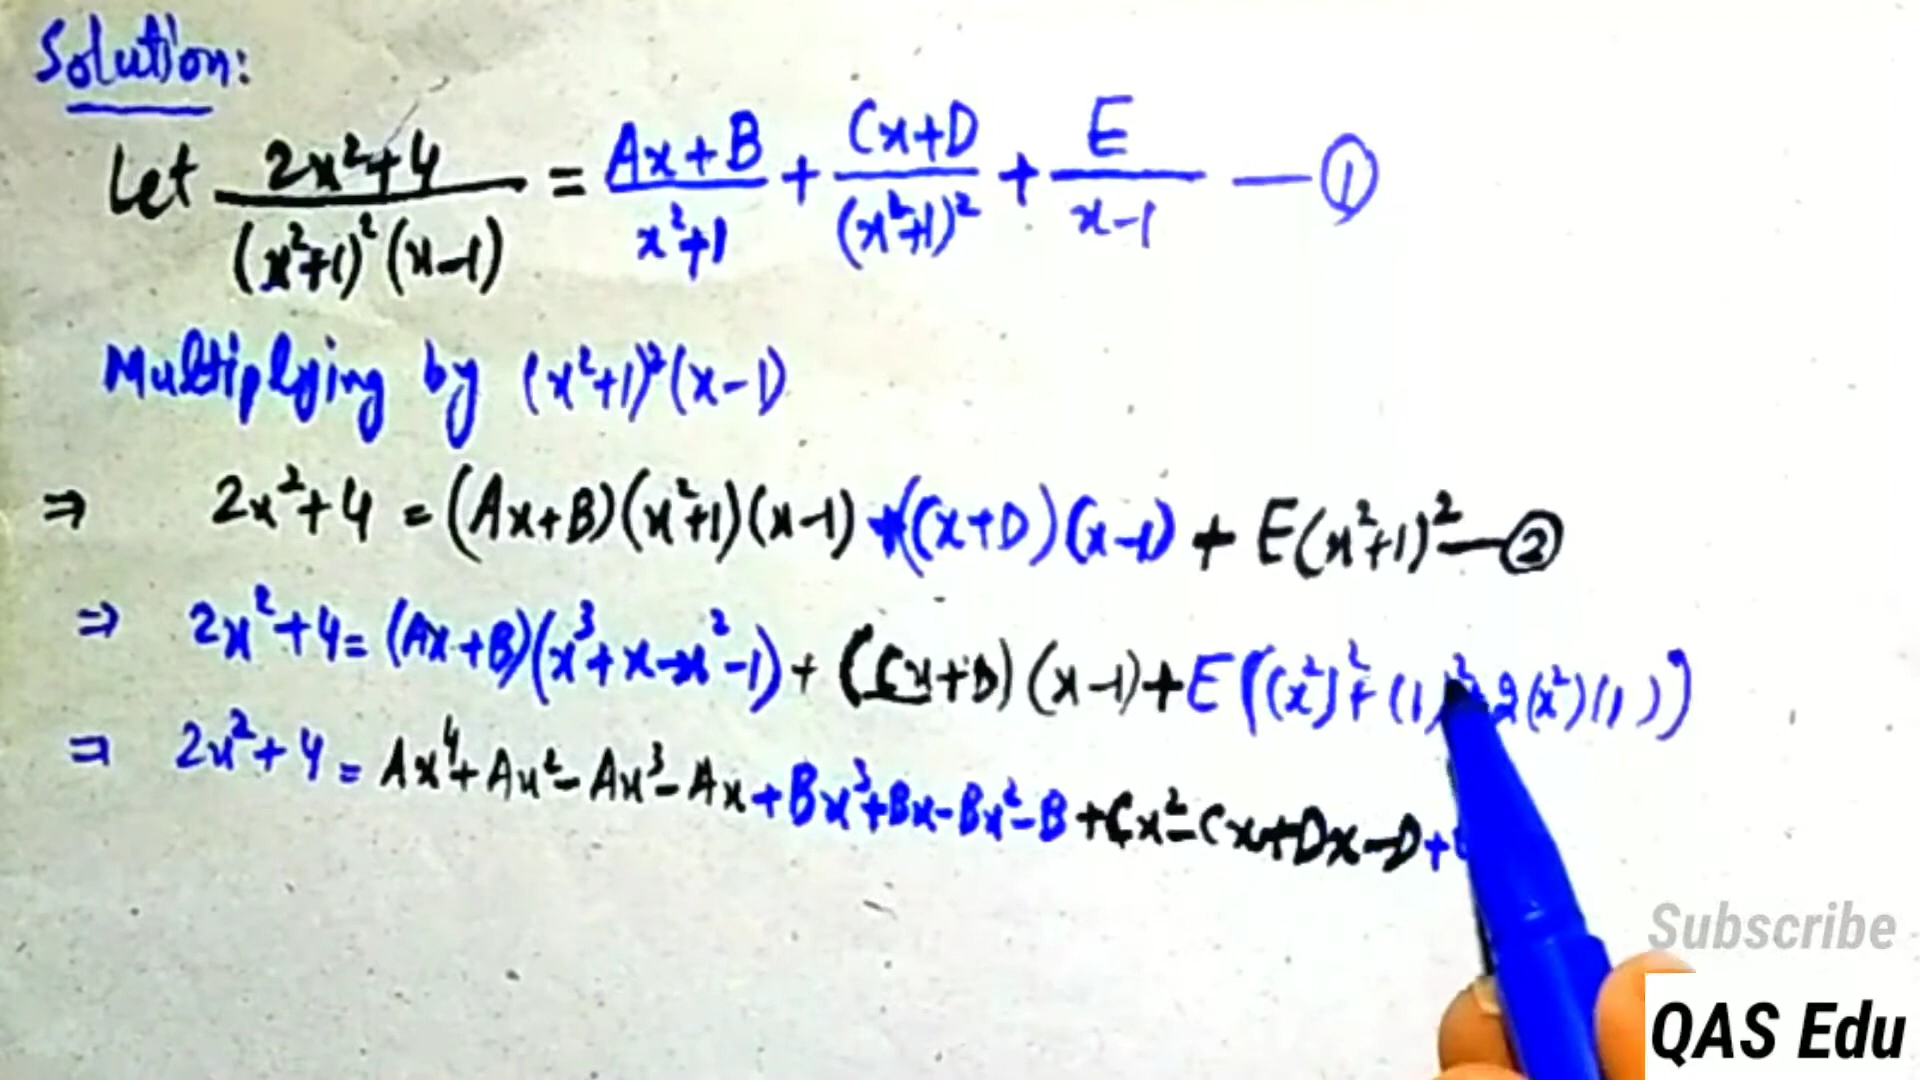 Solution:
Let (2x²+4)/((x²+1)²(x-1)) = (Ax+B)/(x²+1) + (Cx+D)/(x²+1)² + E/(x-1) — ①
Multiplying by (x²+1)²(x-1)
⇒ 2x²+4 = (Ax+B)(x²+1)(x-1) + (Cx+D)(x-1) + E(x²+1)² — ②
⇒ 2x²+4 = (Ax+B)(x³+x-x²-1) + (Cx+D)(x-1) + E((x²)²+(1)²+2(x²)(1))
⇒ 2x²+4 = Ax⁴+Ax²-Ax³-Ax+Bx³+Bx-Bx²-B+Cx²-Cx+Dx-D+
Subscribe
QAS Edu